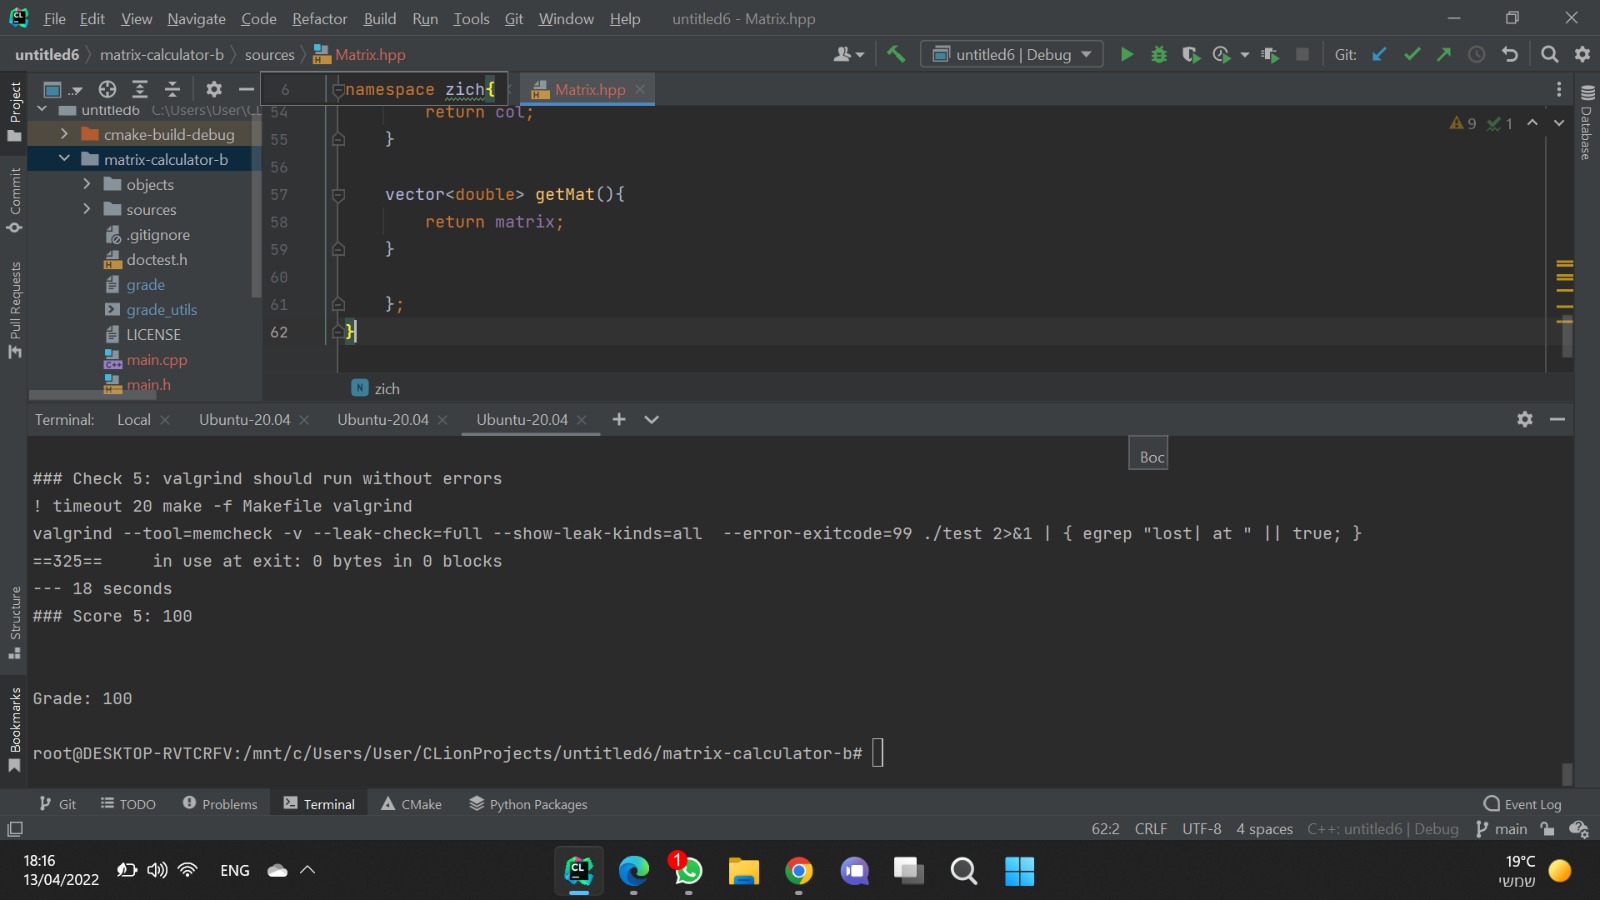 File Edit View Navigate Code Refactor Build Run Tools Git Window Help untitled6 - Matrix.hpp
untitled6 matrix-calculator-b sources Matrix.hpp untitled6 | Debug Git:
6 namespace zich{ Matrix.hpp
Project
Commit
Pull Requests
Structure
Bookmarks
Database
untitled6 C:\Users\User\CL
cmake-build-debug
matrix-calculator-b
objects
sources
.gitignore
doctest.h
grade
grade_utils
LICENSE
main.cpp
main.h
54 return col;
55 }
56
57 vector<double> getMat(){
58 return matrix;
59 }
60
61 };
62 }
9 1
zich
Terminal: Local Ubuntu-20.04 Ubuntu-20.04 Ubuntu-20.04
Boc
### Check 5: valgrind should run without errors
! timeout 20 make -f Makefile valgrind
valgrind --tool=memcheck -v --leak-check=full --show-leak-kinds=all --error-exitcode=99 ./test 2>&1 | { egrep "lost| at " || true; }
==325== in use at exit: 0 bytes in 0 blocks
--- 18 seconds
### Score 5: 100
Grade: 100
root@DESKTOP-RVTCRFV:/mnt/c/Users/User/CLionProjects/untitled6/matrix-calculator-b#
Git TODO Problems Terminal CMake Python Packages Event Log
62:2 CRLF UTF-8 4 spaces C++: untitled6 | Debug main
18:16
13/04/2022
ENG
1
19°C
שמשי